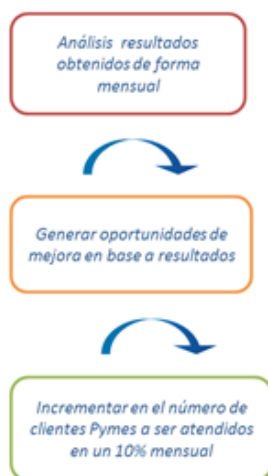 Análisis resultados
obtenidos de forma
mensual
Generar oportunidades de
mejora en base a resultados
Incrementar en el número de
clientes Pymes a ser atendidos
en un 10% mensual